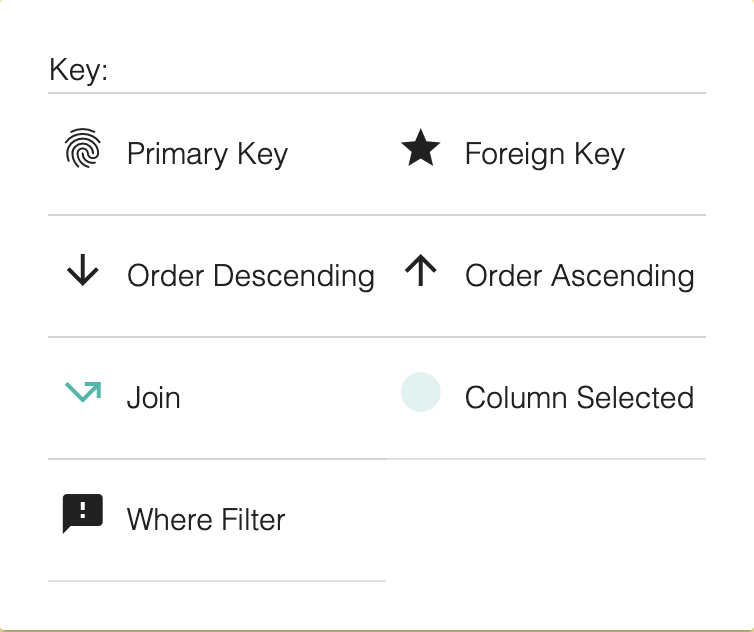 Key:
Primary Key Foreign Key
Order Descending Order Ascending
Join Column Selected
Where Filter